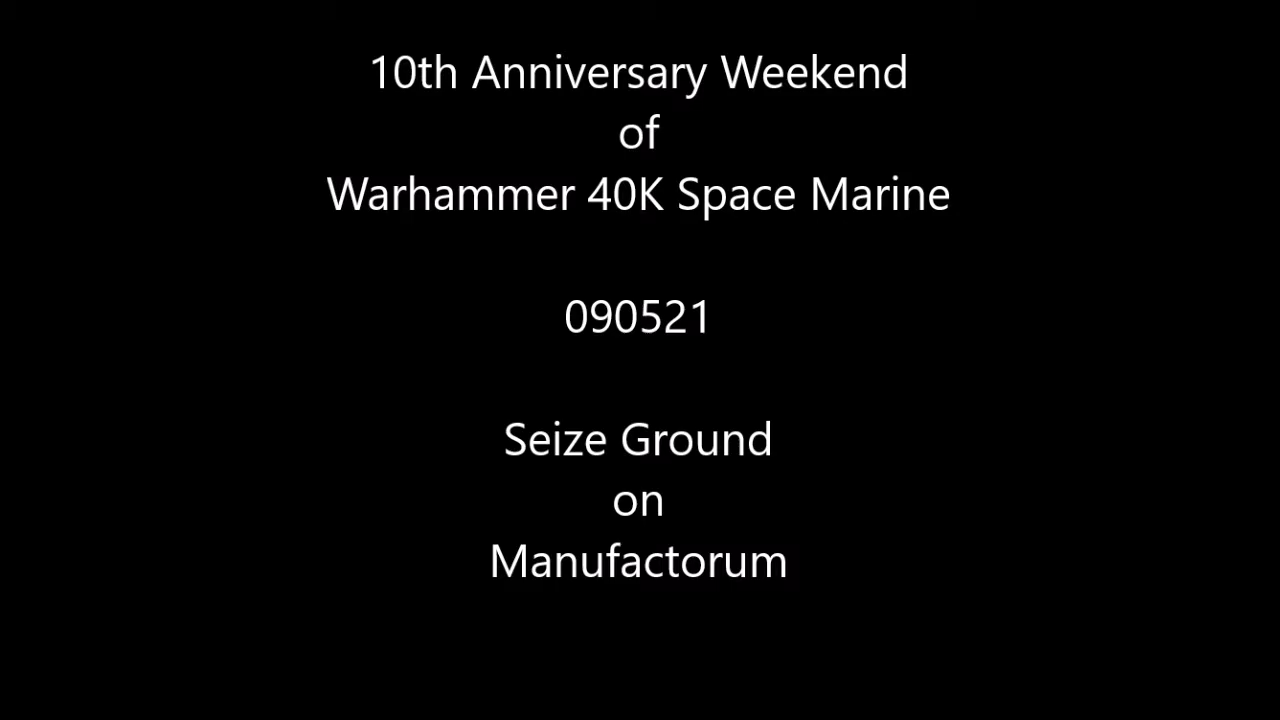 10th Anniversary Weekend
of
Warhammer 40K Space Marine
090521
Seize Ground
on
Manufactorum